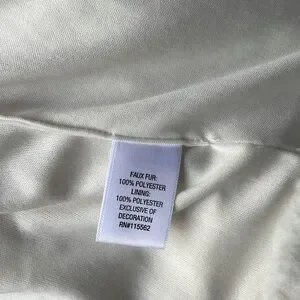 FAUX FUR:
100% POLYESTER
LINING:
100% POLYESTER
EXCLUSIVE OF
DECORATION
RN#115562